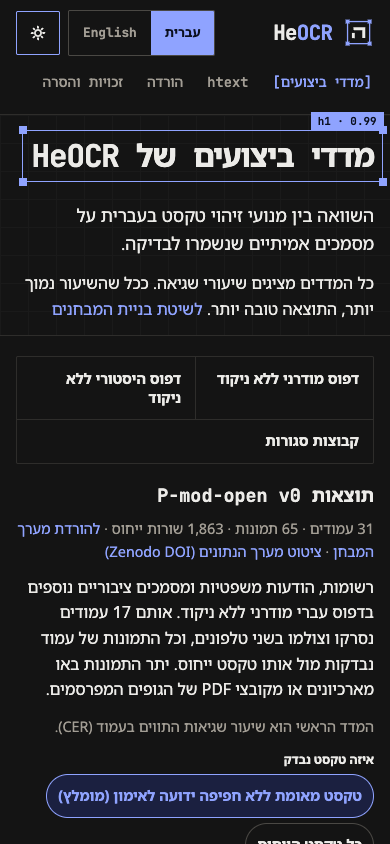 HeOCR
עברית
English
[מדדי ביצועים]
htext
הורדה
זכויות והסרה
h1 · 0.99
מדדי ביצועים של HeOCR
השוואה בין מנועי זיהוי טקסט בעברית על
מסמכים אמיתיים שנשמרו לבדיקה.
כל המדדים מציגים שיעורי שגיאה. ככל שהשיעור נמוך
יותר, התוצאה טובה יותר. לשיטת בניית המבחנים
דפוס מודרני ללא ניקוד
דפוס היסטורי ללא
ניקוד
קבוצות סגורות
תוצאות P-mod-open v0
31 עמודים · 65 תמונות · 1,863 שורות ייחוס · להורדת מערך
המבחן · ציטוט מערך הנתונים (Zenodo DOI)
רשומות, הודעות משפטיות ומסמכים ציבוריים נוספים
בדפוס עברי מודרני ללא ניקוד. אותם 17 עמודים
נסרקו וצולמו בשני טלפונים, וכל התמונות של עמוד
נבדקות מול אותו טקסט ייחוס. יתר התמונות באו
מארכיונים או מקובצי PDF של הגופים המפרסמים.
המדד הראשי הוא שיעור שגיאות התווים בעמוד (CER).
איזה טקסט נבדק
טקסט מאומת ללא חפיפה ידועה לאימון (מומלץ)